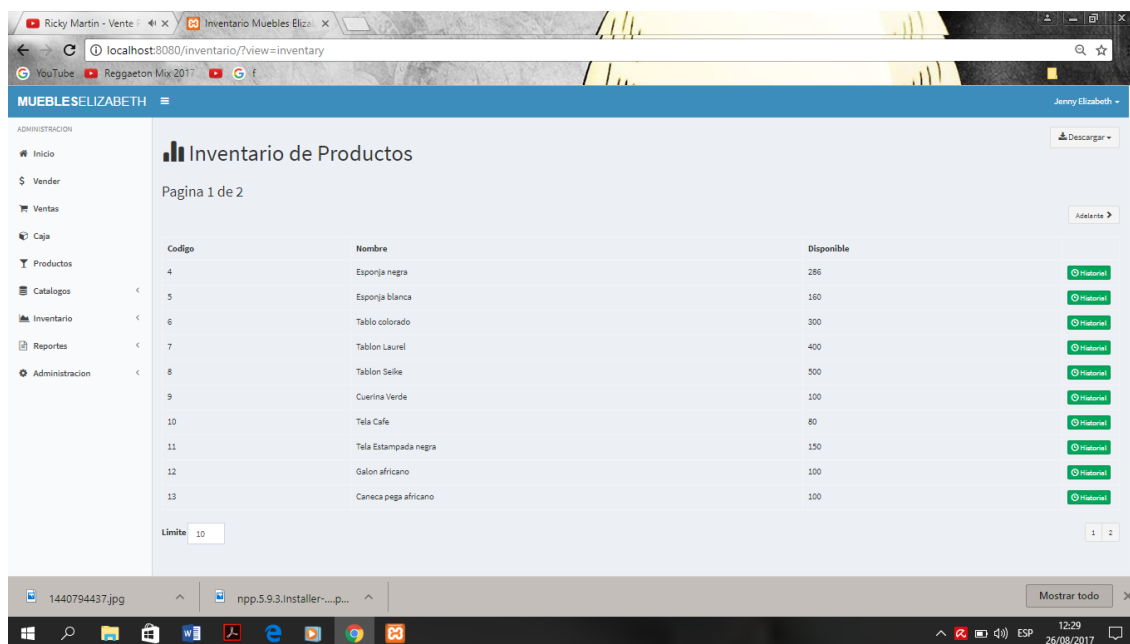 Ricky Martin - Vente
Inventario Muebles Eliza
localhost:8080/inventario/?view=inventary
YouTube Reggaeton Mix 2017 f
MUEBLESELIZABETH Jenny Elizabeth
ADMINISTRACION
Descargar
Inicio
Inventario de Productos
Vender
Pagina 1 de 2
Ventas
Adelante
Caja
Codigo Nombre Disponible
Productos
4 Esponja negra 286 Historial
Catalogos
5 Esponja blanca 160 Historial
Inventario
6 Tablo colorado 300 Historial
Reportes
7 Tablon Laurel 400 Historial
Administracion
8 Tablon Seike 500 Historial
9 Cuerina Verde 100 Historial
10 Tela Cafe 80 Historial
11 Tela Estampada negra 150 Historial
12 Galon africano 100 Historial
13 Caneca pega africano 100 Historial
Limite 10 1 2
1440794437.jpg npp.5.9.3.Installer-....p... Mostrar todo
ESP 12:29
26/08/2017